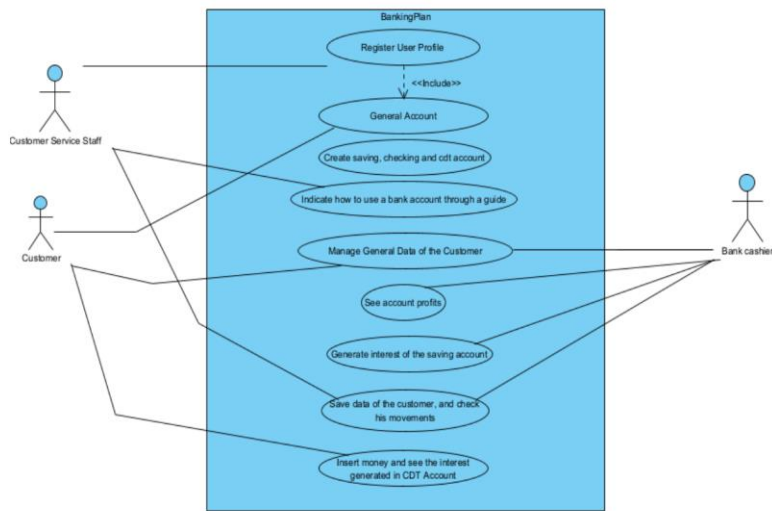 BankingPlan
Register User Profile
<<Include>>
Customer Service Staff
General Account
Create saving, checking and cdt account
Indicate how to use a bank account through a guide
Customer
Manage General Data of the Customer
Bank cashier
See account profits
Generate interest of the saving account
Save data of the customer, and check
his movements
Insert money and see the interest
generated in CDT Account